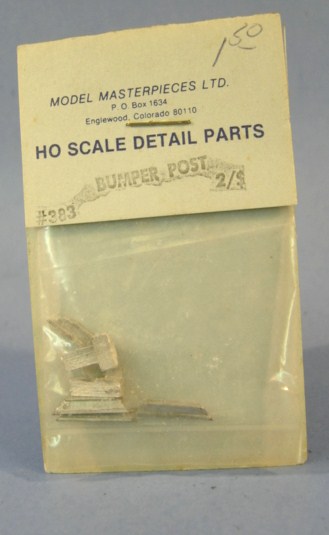 1 50
MODEL MASTERPIECES LTD.
P.O. Box 1634
Englewood, Colorado 80110
HO SCALE DETAIL PARTS
BUMPER POST
#383 2/$